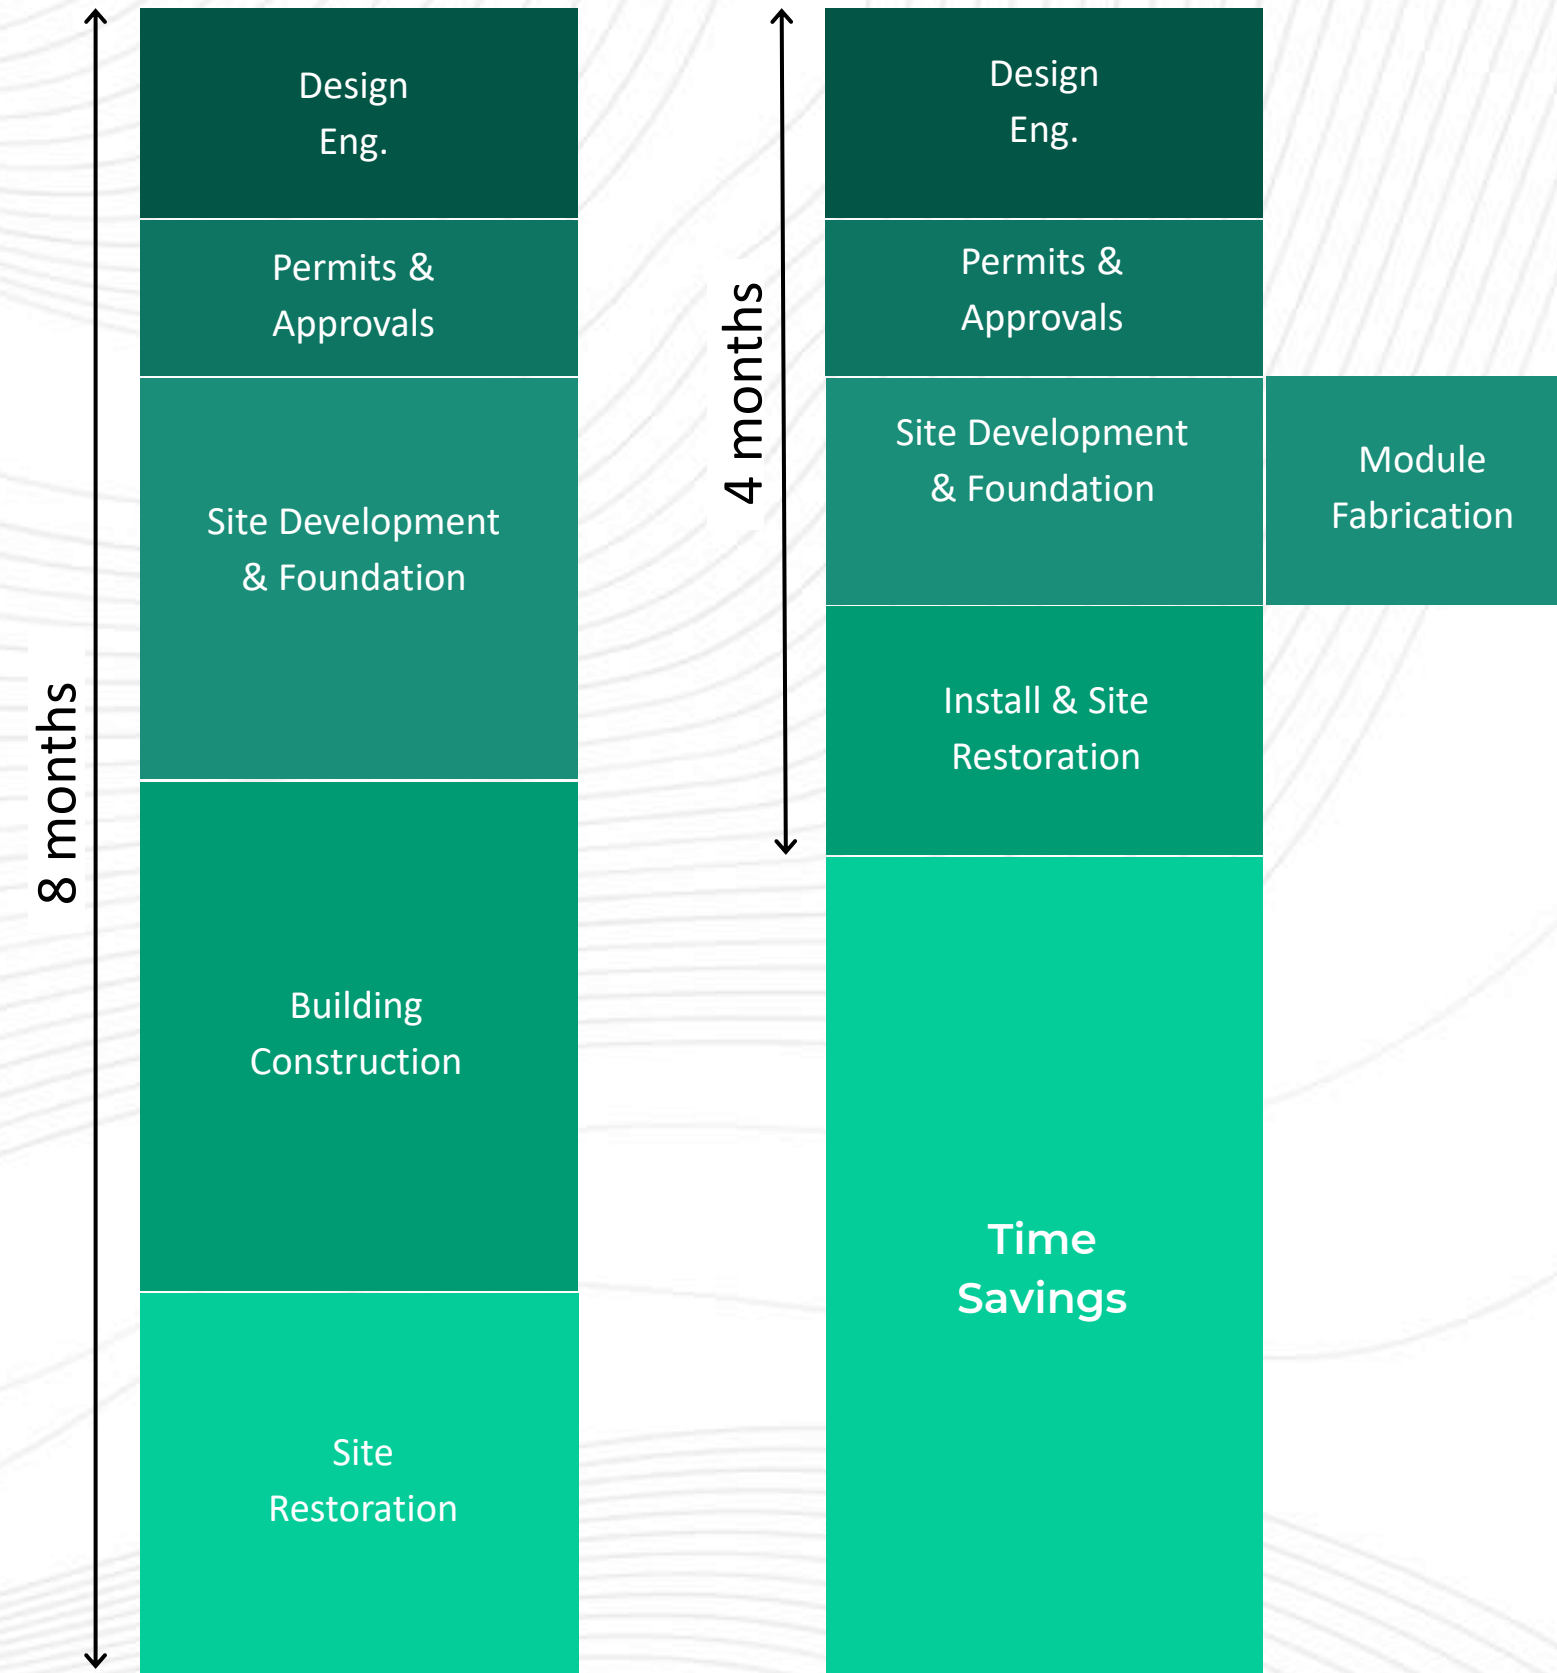 8 months
Design
Eng.
Permits &
Approvals
Site Development
& Foundation
Building
Construction
Site
Restoration
4 months
Design
Eng.
Permits &
Approvals
Site Development
& Foundation
Module
Fabrication
Install & Site
Restoration
Time
Savings